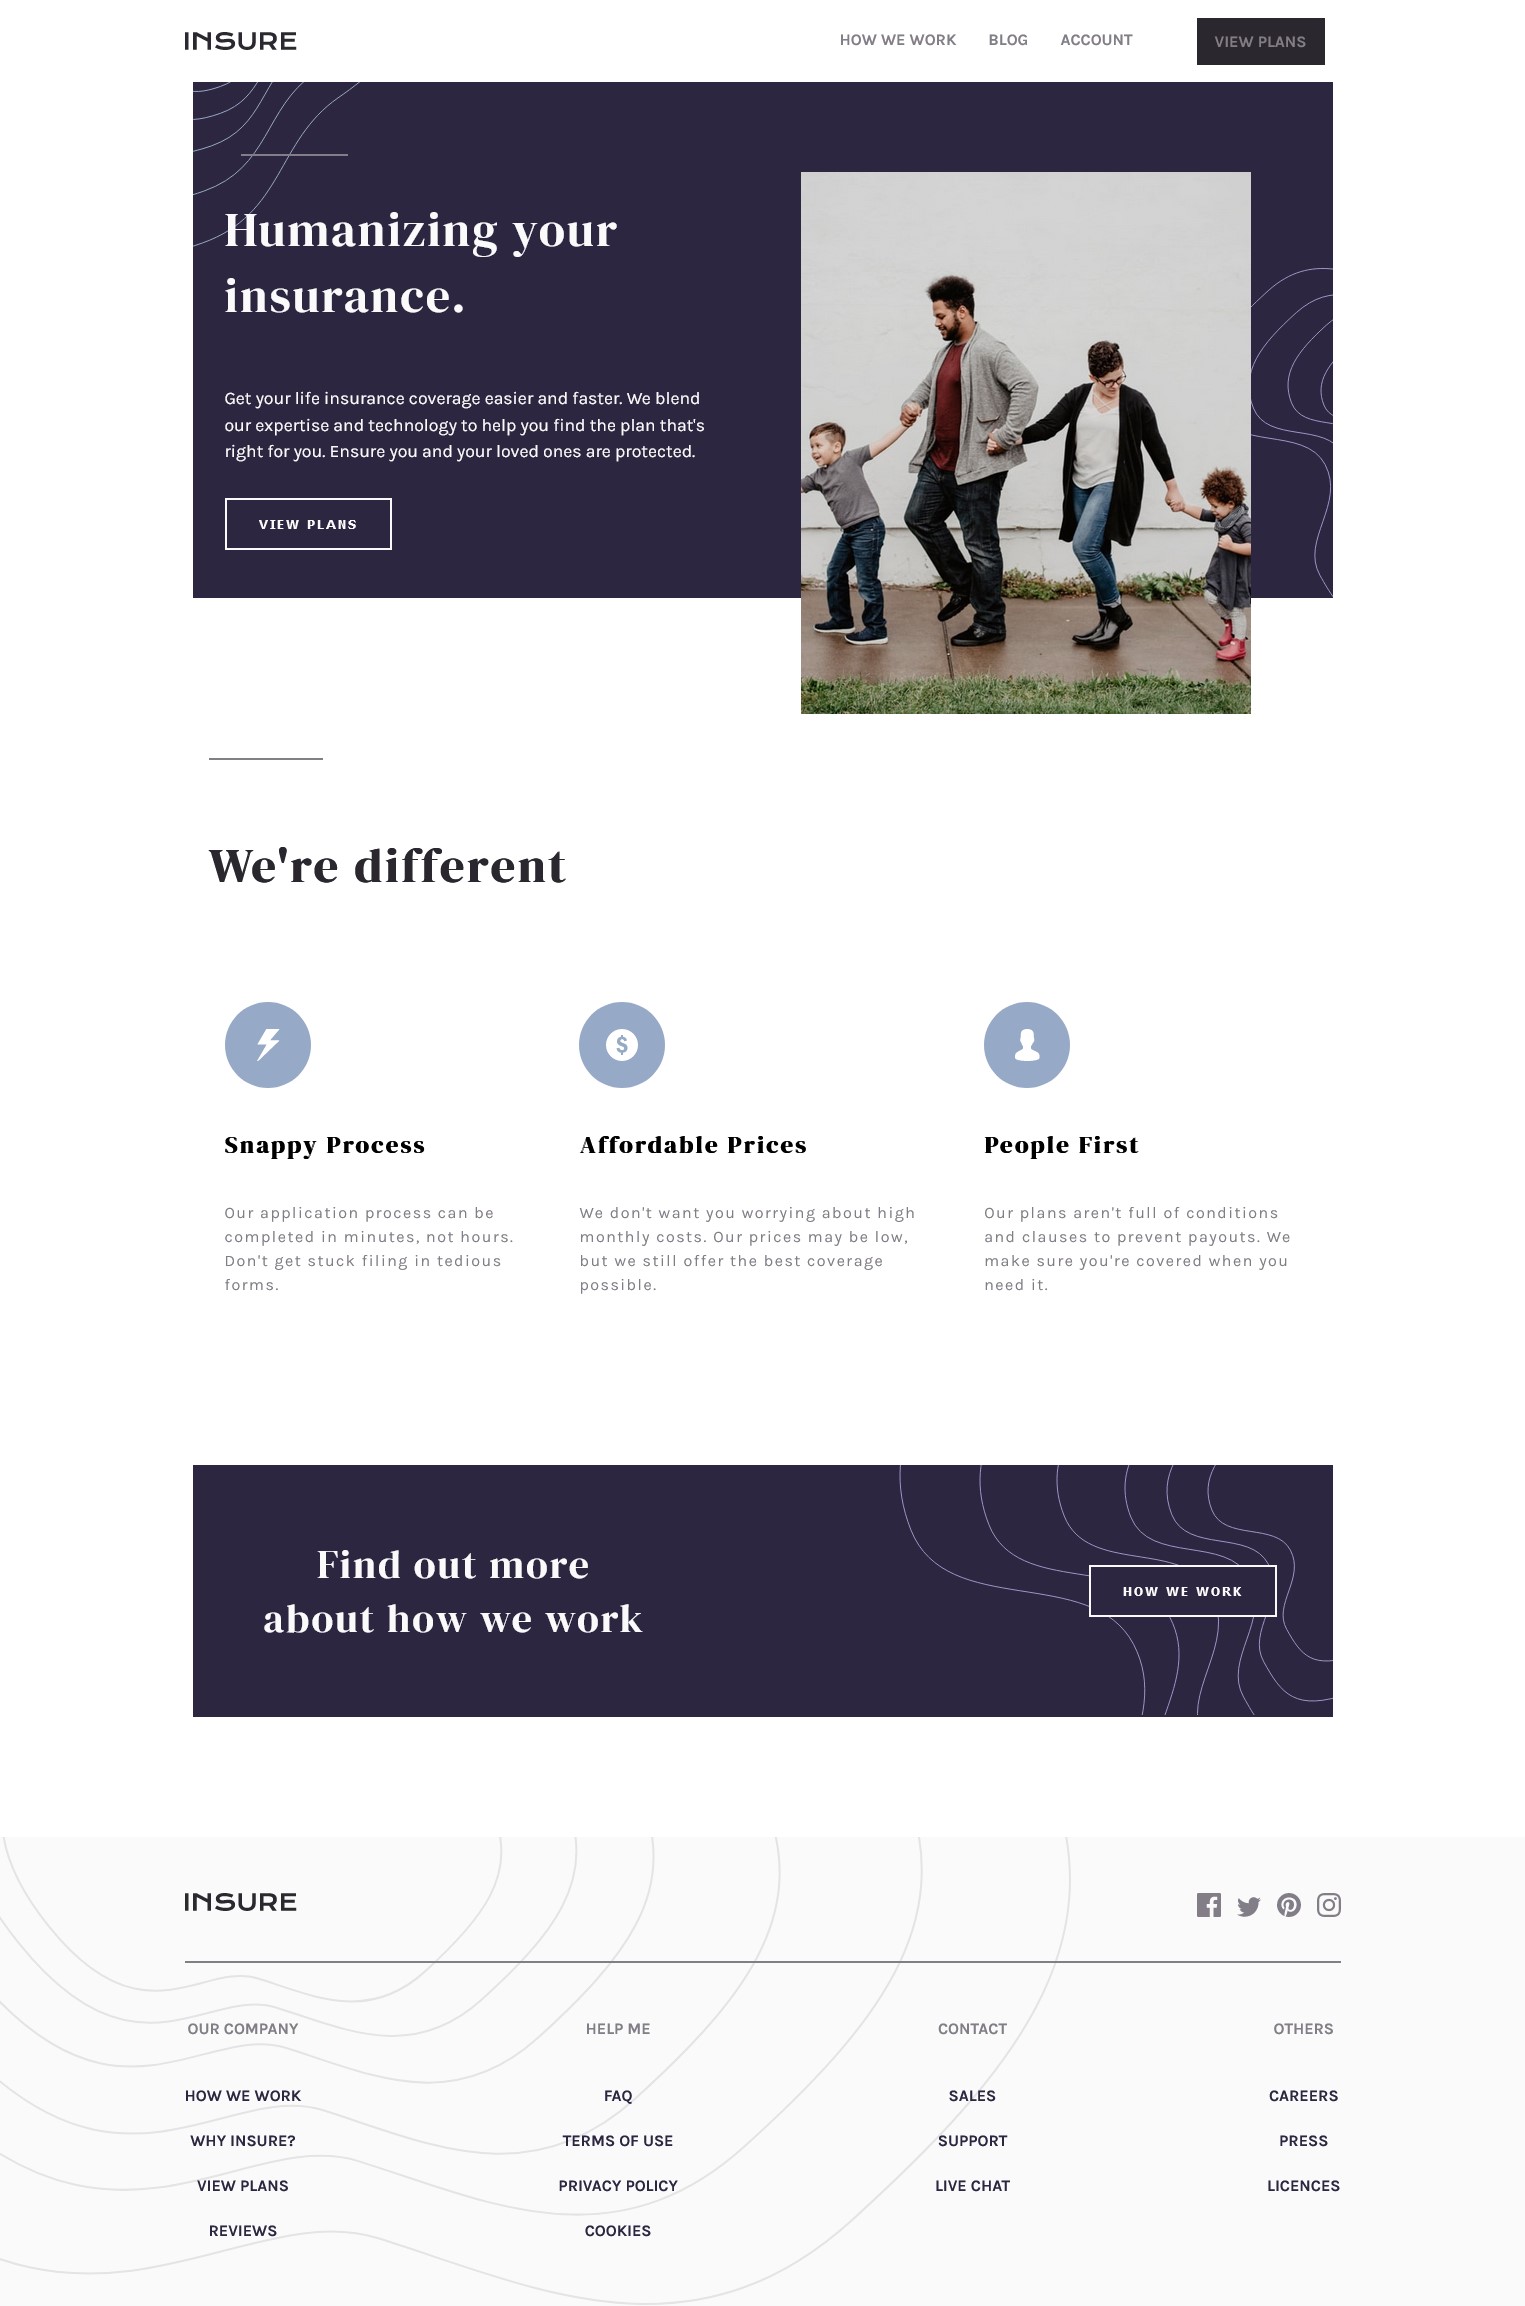 INSURE
HOW WE WORK BLOG ACCOUNT VIEW PLANS
Humanizing your
insurance.
Get your life insurance coverage easier and faster. We blend
our expertise and technology to help you find the plan that's
right for you. Ensure you and your loved ones are protected.
VIEW PLANS
We're different
Snappy Process
Our application process can be
completed in minutes, not hours.
Don't get stuck filing in tedious
forms.
$
Affordable Prices
We don't want you worrying about high
monthly costs. Our prices may be low,
but we still offer the best coverage
possible.
People First
Our plans aren't full of conditions
and clauses to prevent payouts. We
make sure you're covered when you
need it.
Find out more
about how we work
HOW WE WORK
INSURE
OUR COMPANY
HOW WE WORK
WHY INSURE?
VIEW PLANS
REVIEWS
HELP ME
FAQ
TERMS OF USE
PRIVACY POLICY
COOKIES
CONTACT
SALES
SUPPORT
LIVE CHAT
OTHERS
CAREERS
PRESS
LICENCES